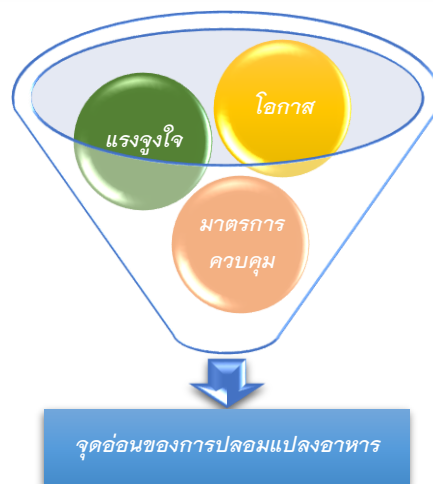 โอกาส
แรงจูงใจ
มาตรการ
ควบคุม
จุดอ่อนของการปลอมแปลงอาหาร